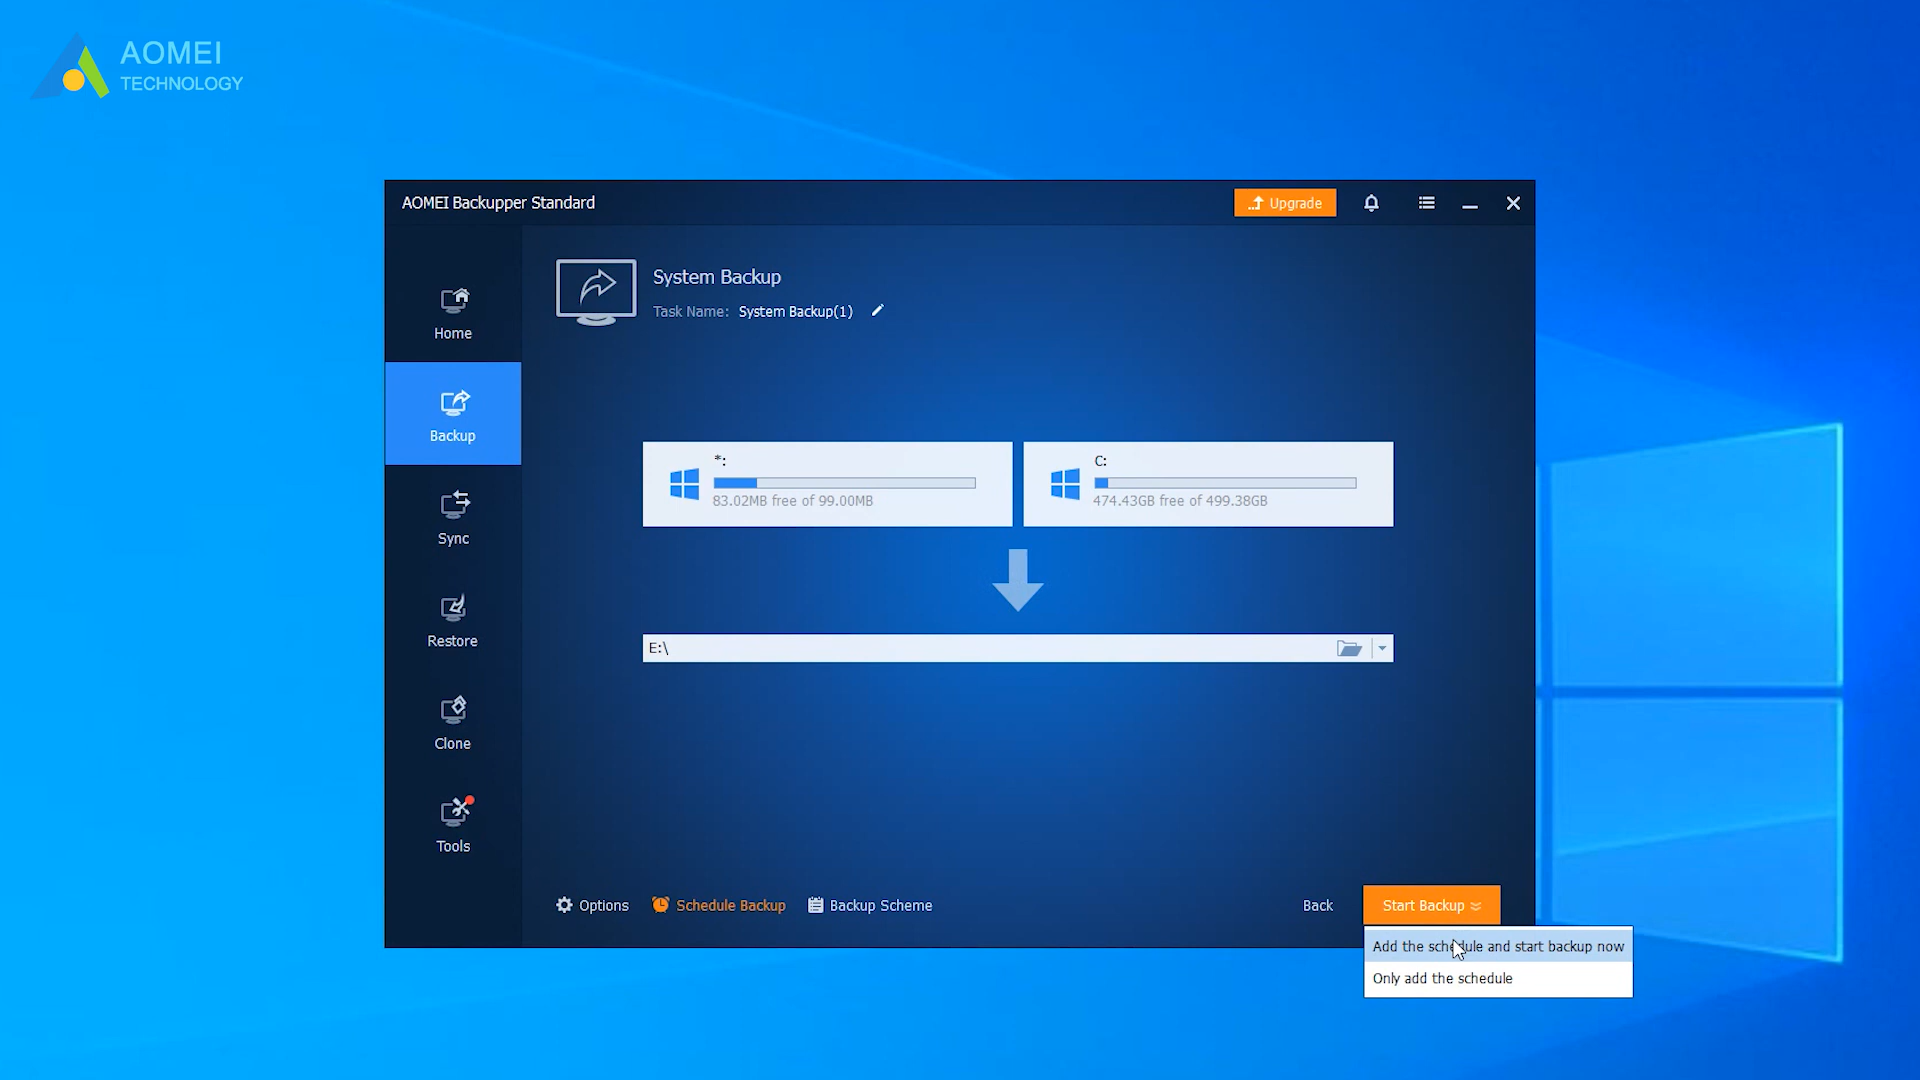 AOMEI
TECHNOLOGY
AOMEI Backupper Standard
Upgrade
Home
Backup
Sync
Restore
Clone
Tools
System Backup
Task Name: System Backup(1)
*:
83.02MB free of 99.00MB
C:
474.43GB free of 499.38GB
E:\
Options
Schedule Backup
Backup Scheme
Back
Start Backup
Add the schedule and start backup now
Only add the schedule